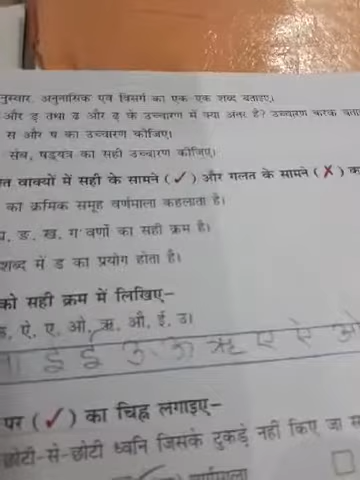 नुस्वार, अनुनासिक एवं विसर्ग का एक-एक शब्द बताइए।
और ड़ तथा ढ और ढ़ के उच्चारण में क्या अंतर है? उच्चारण करके बता
स और ष का उच्चारण कीजिए।
संघ, षड्यंत्र का सही उच्चारण कीजिए।
त वाक्यों में सही के सामने (✓) और गलत के सामने (✗) क
का क्रमिक समूह वर्णमाला कहलाता है।
ङ, ख, ग वर्णों का सही क्रम है।
शब्द में ड का प्रयोग होता है।
को सही क्रम में लिखिए–
ऐ, ए, ओ, ऋ, औ, ई, उ।
इ ई उ ऊ ऋ ए ऐ ओ
पर (✓) का चिह्न लगाइए–
छोटी-से-छोटी ध्वनि जिसके टुकड़े नहीं किए जा स
वर्णमाला